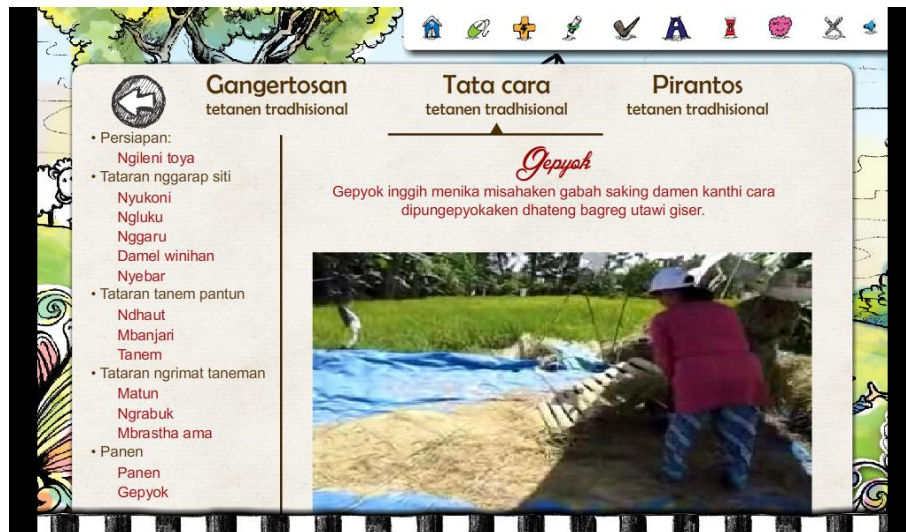 Gangertosan
tetanen tradhisional
Tata cara
tetanen tradhisional
Pirantos
tetanen tradhisional
• Persiapan:
Ngileni toya
• Tataran nggarap siti
Nyukoni
Ngluku
Nggaru
Damel winihan
Nyebar
• Tataran tanem pantun
Ndhaut
Mbanjari
Tanem
• Tataran ngrimat taneman
Matun
Ngrabuk
Mbrastha ama
• Panen
Panen
Gepyok
Gepyok
Gepyok inggih menika misahaken gabah saking damen kanthi cara
dipungepyokaken dhateng bagreg utawi giser.